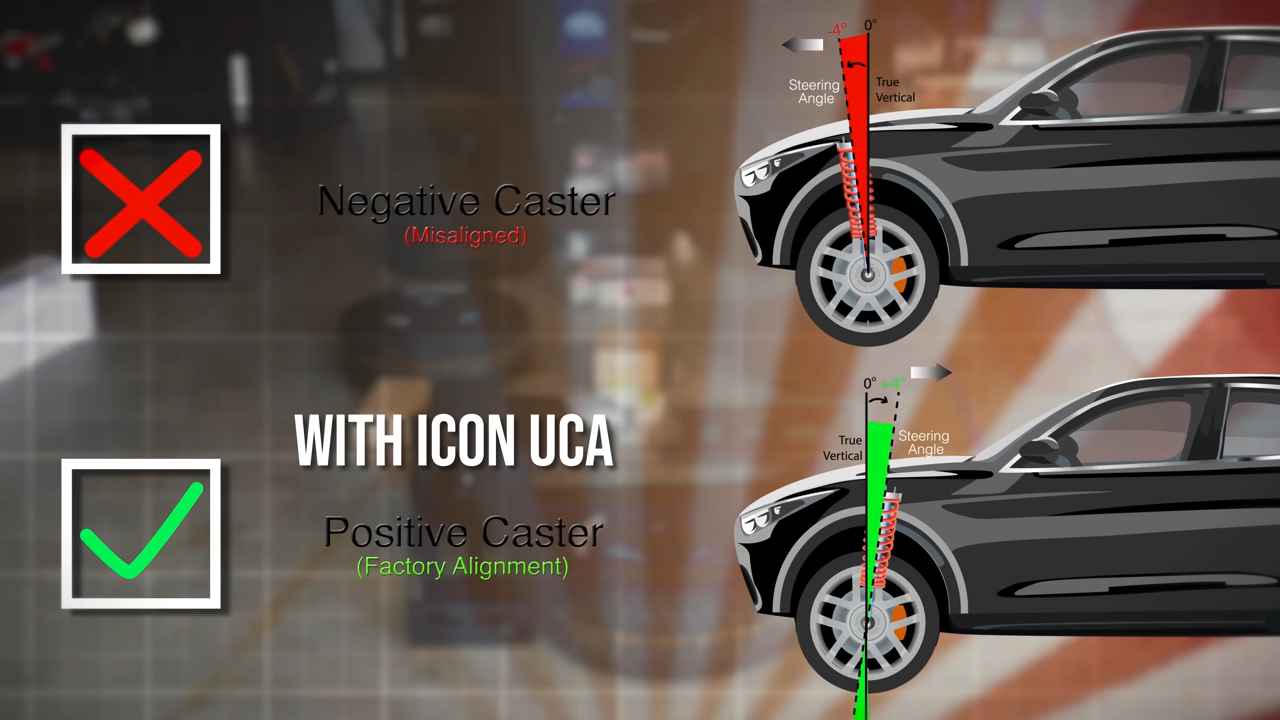 -4° 0°
Steering
Angle
True
Vertical
Negative Caster
(Misaligned)
0° +4°
True
Vertical
Steering
Angle
WITH ICON UCA
Positive Caster
(Factory Alignment)